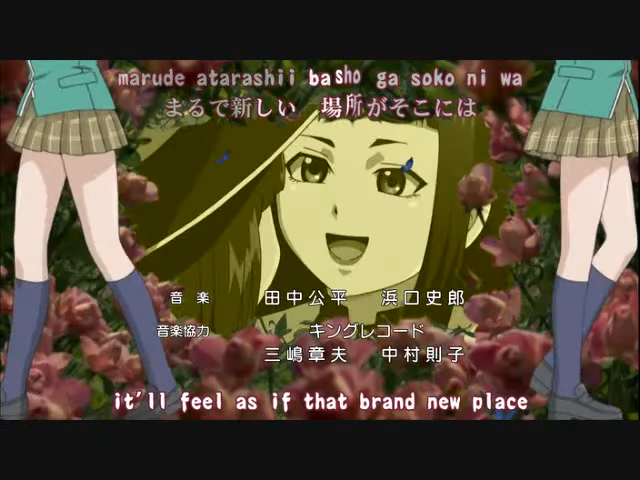 marude atarashii basho ga soko ni wa
まるで新しい 場所がそこには
音楽 田中公平 浜口史郎
音楽協力 キングレコード
三嶋章夫 中村則子
it'll feel as if that brand new place